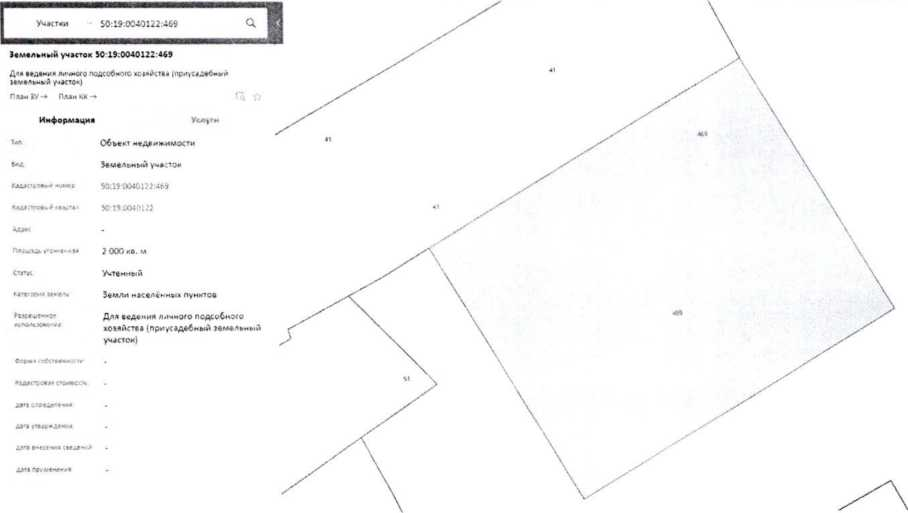 Участки 50:19:0040122:469
Земельный участок 50:19:0040122:469
Для ведения личного подсобного хозяйства (приусадебный
земельный участок)
План ЗУ → План КК →
Информация Услуги
Тип: Объект недвижимости
Вид: Земельный участок
Кадастровый номер: 50:19:0040122:469
Кадастровый квартал: 50:19:0040122
Адрес: -
Площадь уточненная: 2 000 кв. м
Статус: Учтенный
Категория земель: Земли населённых пунктов
Разрешенное
использование: Для ведения личного подсобного
хозяйства (приусадебный земельный
участок)
Форма собственности: -
Кадастровая стоимость: -
дата определения: -
дата утверждения: -
дата внесения сведений: -
дата применения: -
41
469
41
41
469
51